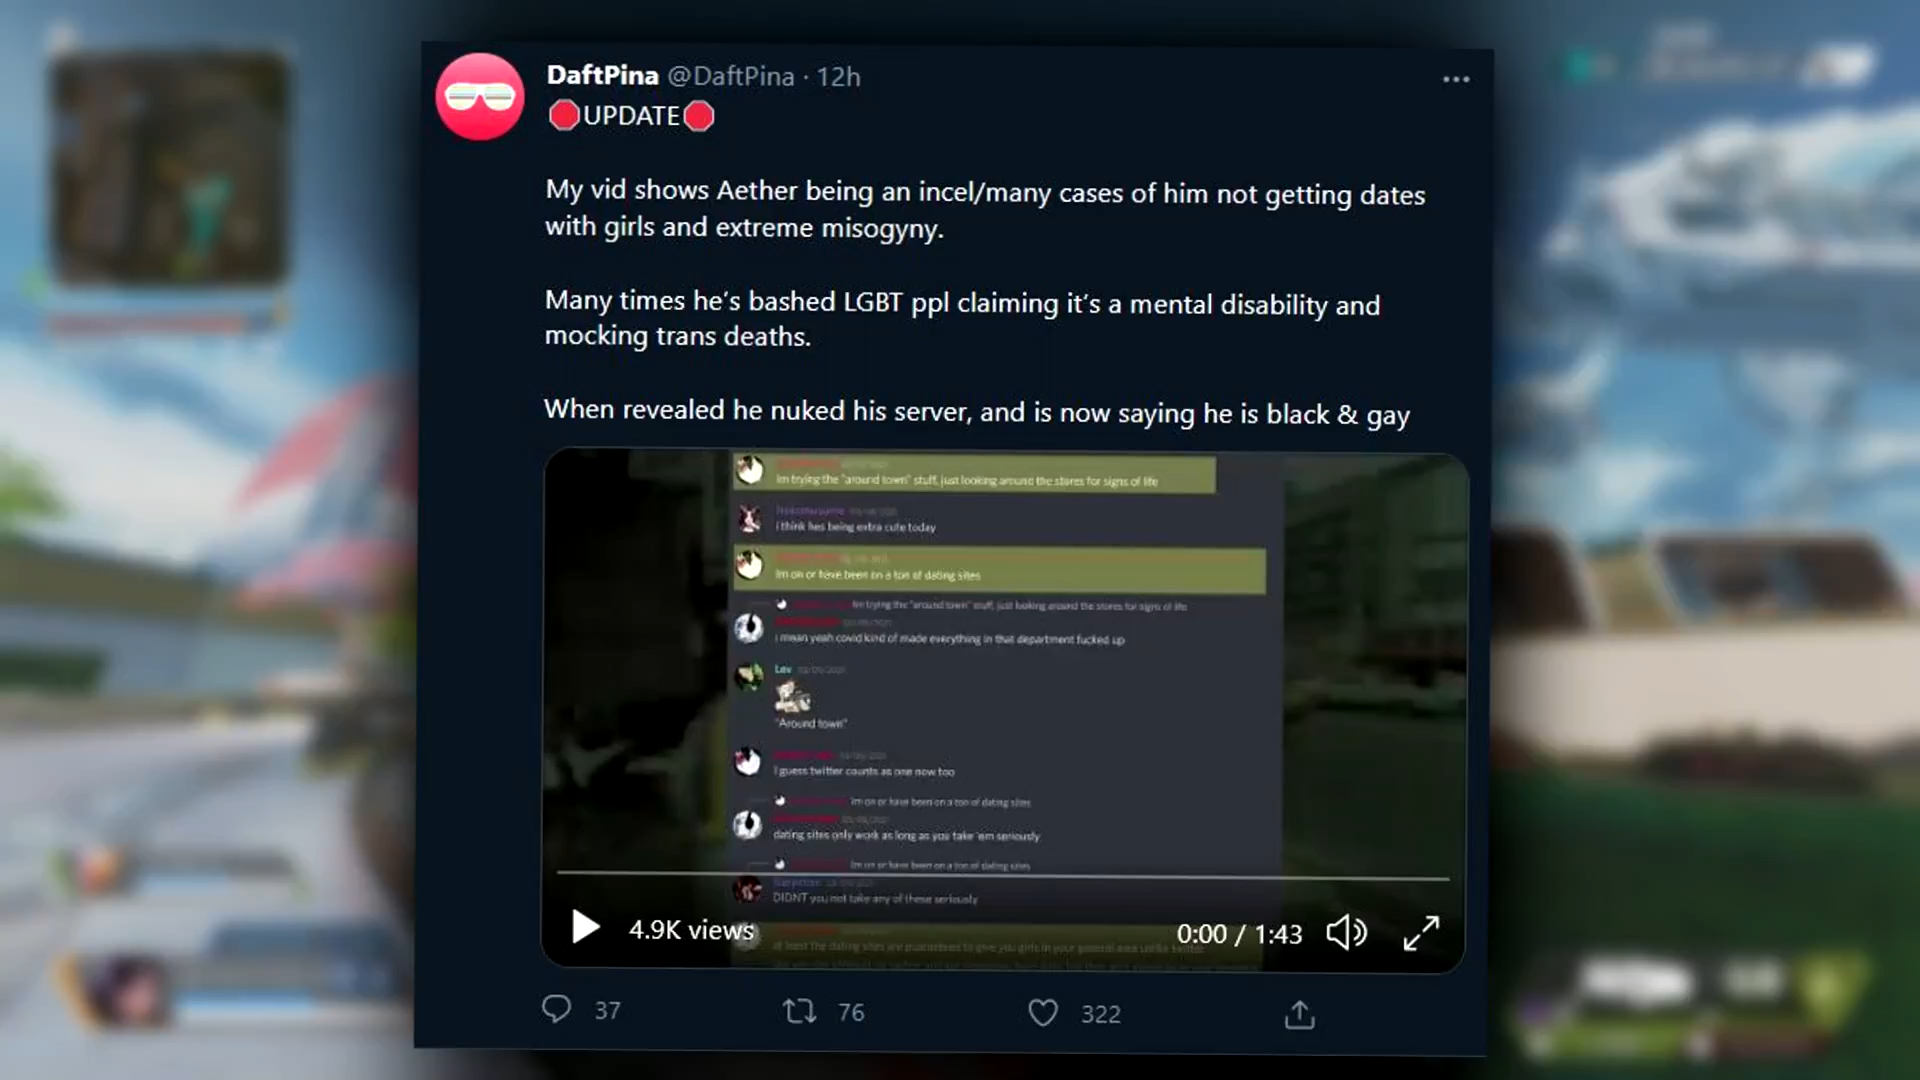 DaftPina @DaftPina · 12h
🛑UPDATE🛑
My vid shows Aether being an incel/many cases of him not getting dates
with girls and extreme misogyny.
Many times he's bashed LGBT ppl claiming it's a mental disability and
mocking trans deaths.
When revealed he nuked his server, and is now saying he is black & gay
Im trying the "around town" stuff, just looking around the stores for signs of life
i think hes being extra cute today
Im on or have been on a ton of dating sites
Im trying the "around town" stuff, just looking around the stores for signs of life
i mean yeah covid kind of made everything in that department fucked up
Lev
"Around town"
I guess twitter counts as one now too
Im on or have been on a ton of dating sites
dating sites only work as long as you take 'em seriously
Im on or have been on a ton of dating sites
DIDNT you not take any of these seriously
4.9K views
0:00 / 1:43
37
76
322